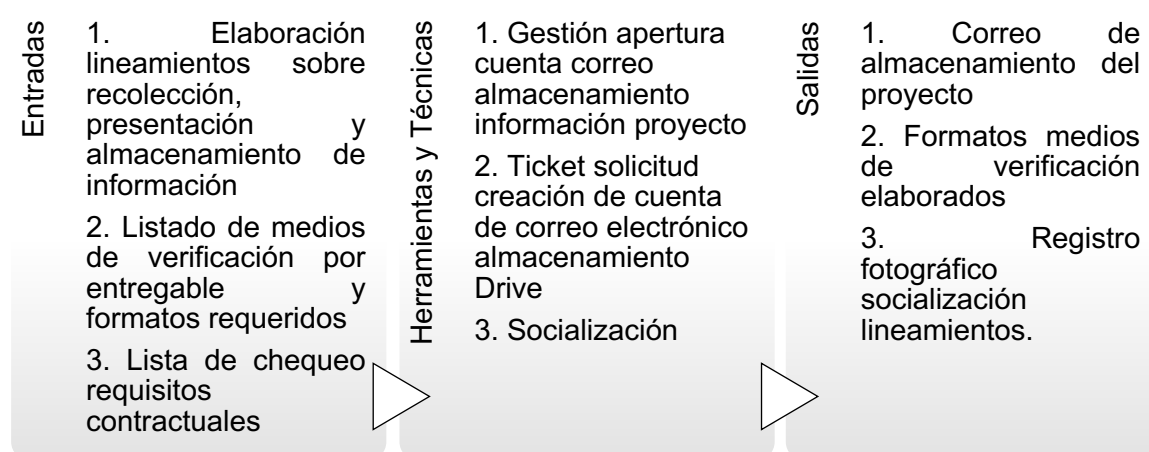 Entradas
1. Elaboración
lineamientos sobre
recolección,
presentación y
almacenamiento de
información
2. Listado de medios
de verificación por
entregable y
formatos requeridos
3. Lista de chequeo
requisitos
contractuales
Herramientas y Técnicas
1. Gestión apertura
cuenta correo
almacenamiento
información proyecto
2. Ticket solicitud
creación de cuenta
de correo electrónico
almacenamiento
Drive
3. Socialización
Salidas
1. Correo de
almacenamiento del
proyecto
2. Formatos medios
de verificación
elaborados
3. Registro
fotográfico
socialización
lineamientos.